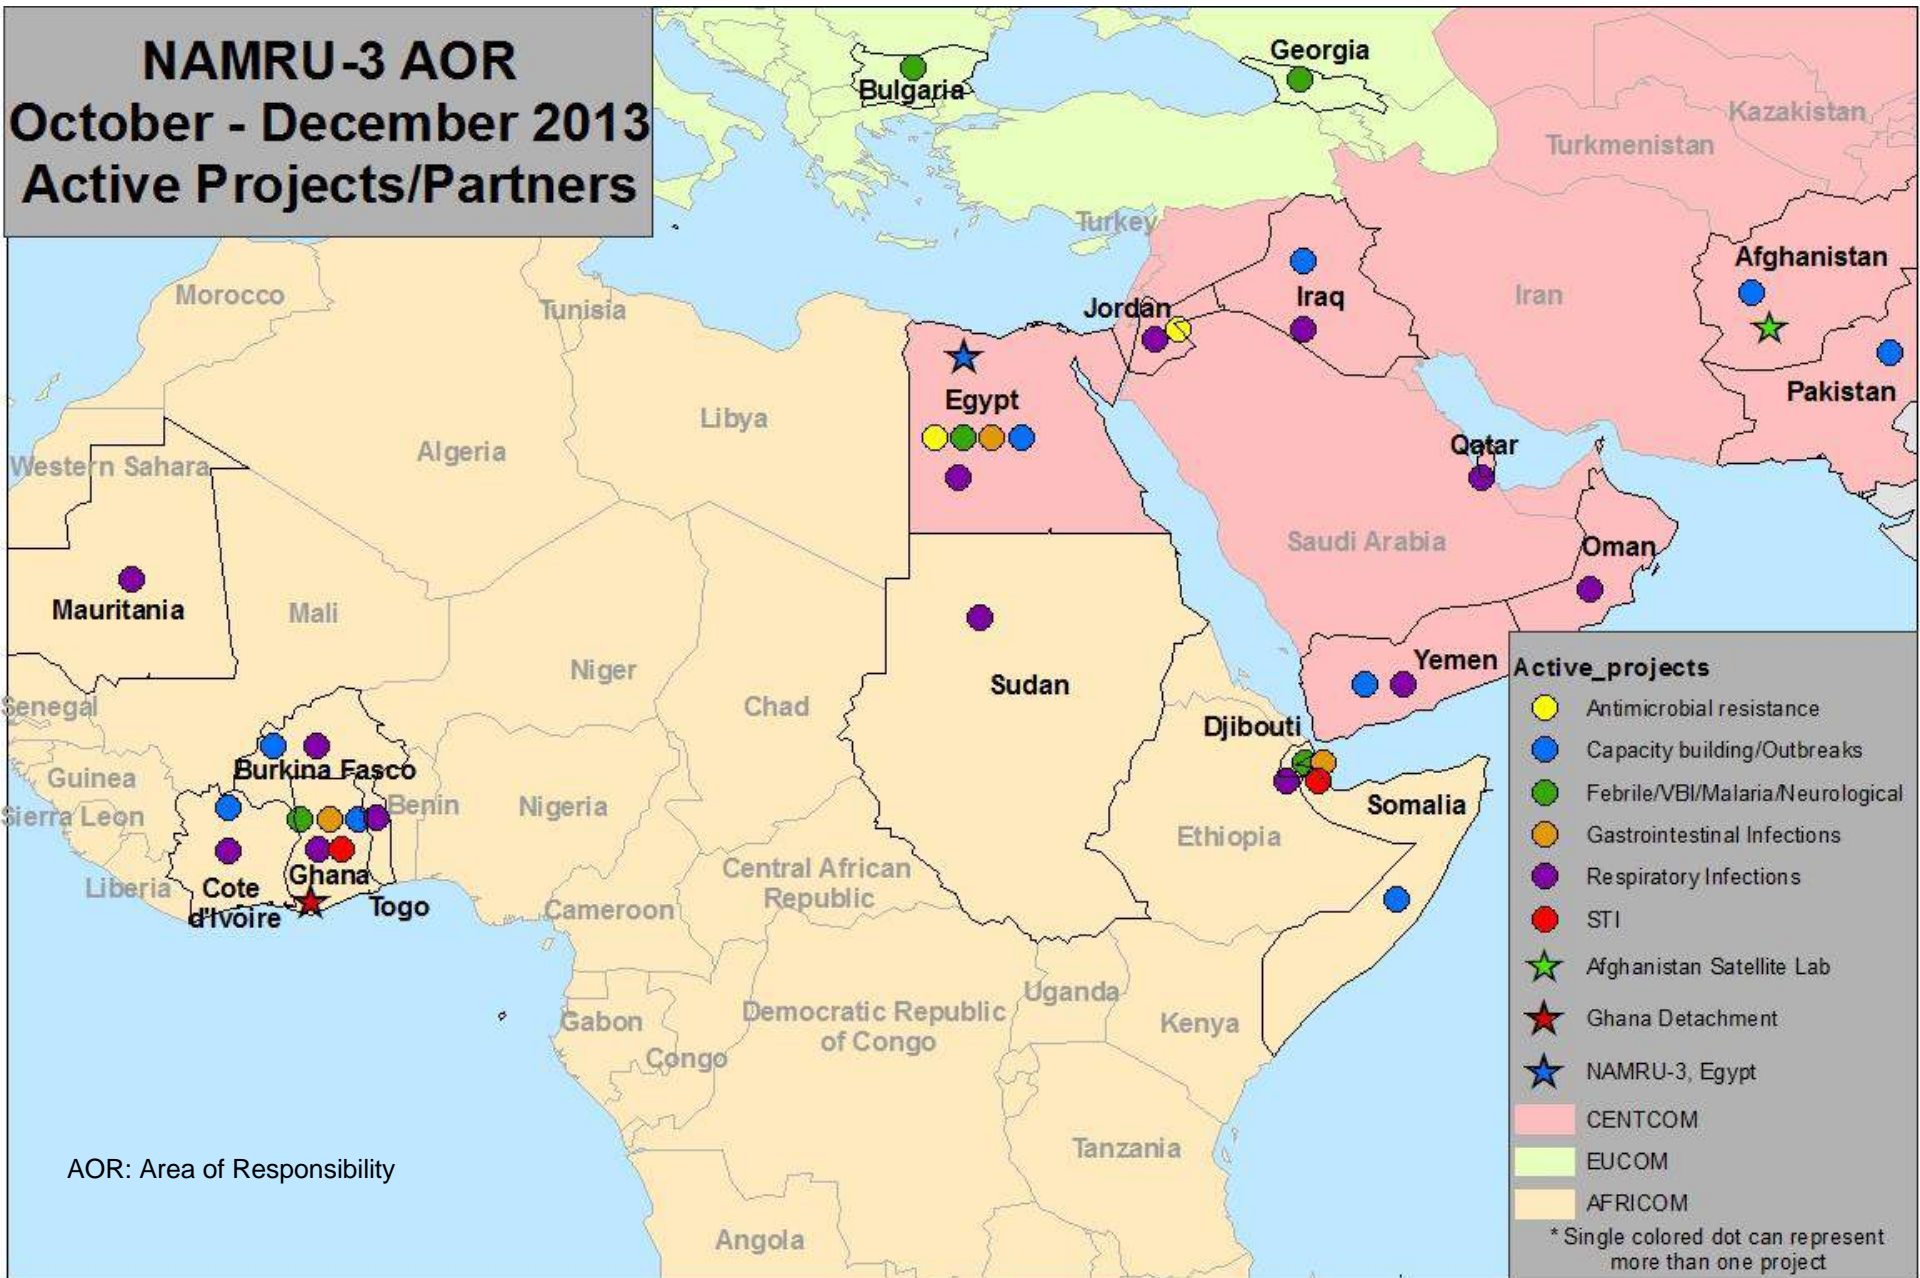 NAMRU-3 AOR
October - December 2013
Active Projects/Partners
Georgia
Bulgaria
Kazakistan
Turkmenistan
Turkey
Afghanistan
Morocco
Tunisia
Jordan
Iraq
Iran
Pakistan
Egypt
Libya
Algeria
Qatar
Western Sahara
Saudi Arabia
Oman
Mauritania
Mali
Niger
Sudan
Yemen
Senegal
Chad
Djibouti
Burkina Fasco
Guinea
Benin
Nigeria
Somalia
Sierra Leon
Ethiopia
Liberia
Cote
d'Ivoire
Ghana
Togo
Central African
Republic
Cameroon
Uganda
Gabon
Democratic Republic
of Congo
Kenya
Congo
Tanzania
Angola
AOR: Area of Responsibility
Active_projects
Antimicrobial resistance
Capacity building/Outbreaks
Febrile/VBI/Malaria/Neurological
Gastrointestinal Infections
Respiratory Infections
STI
Afghanistan Satellite Lab
Ghana Detachment
NAMRU-3, Egypt
CENTCOM
EUCOM
AFRICOM
* Single colored dot can represent
more than one project